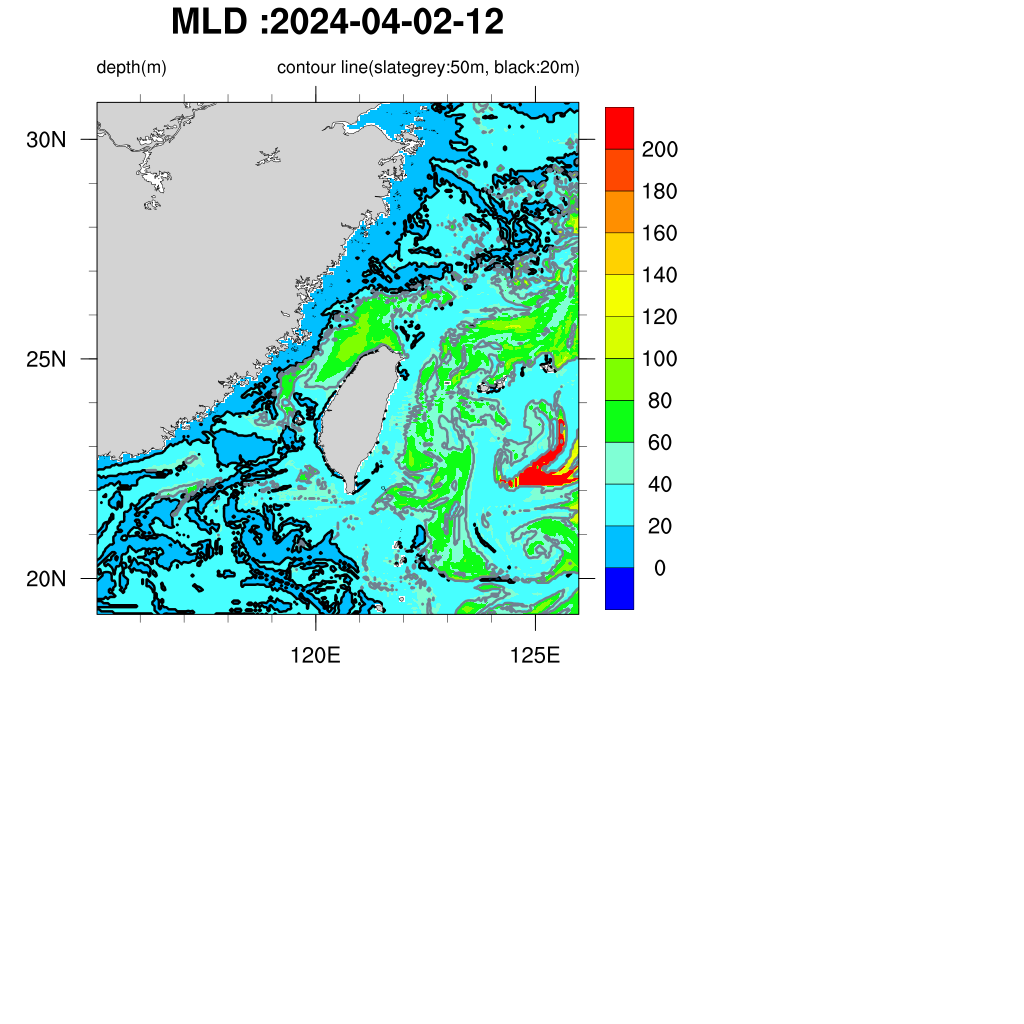 MLD :2024-04-02-12
depth(m)
contour line(slategrey:50m, black:20m)
30N
25N
20N
120E
125E
200
180
160
140
120
100
80
60
40
20
0